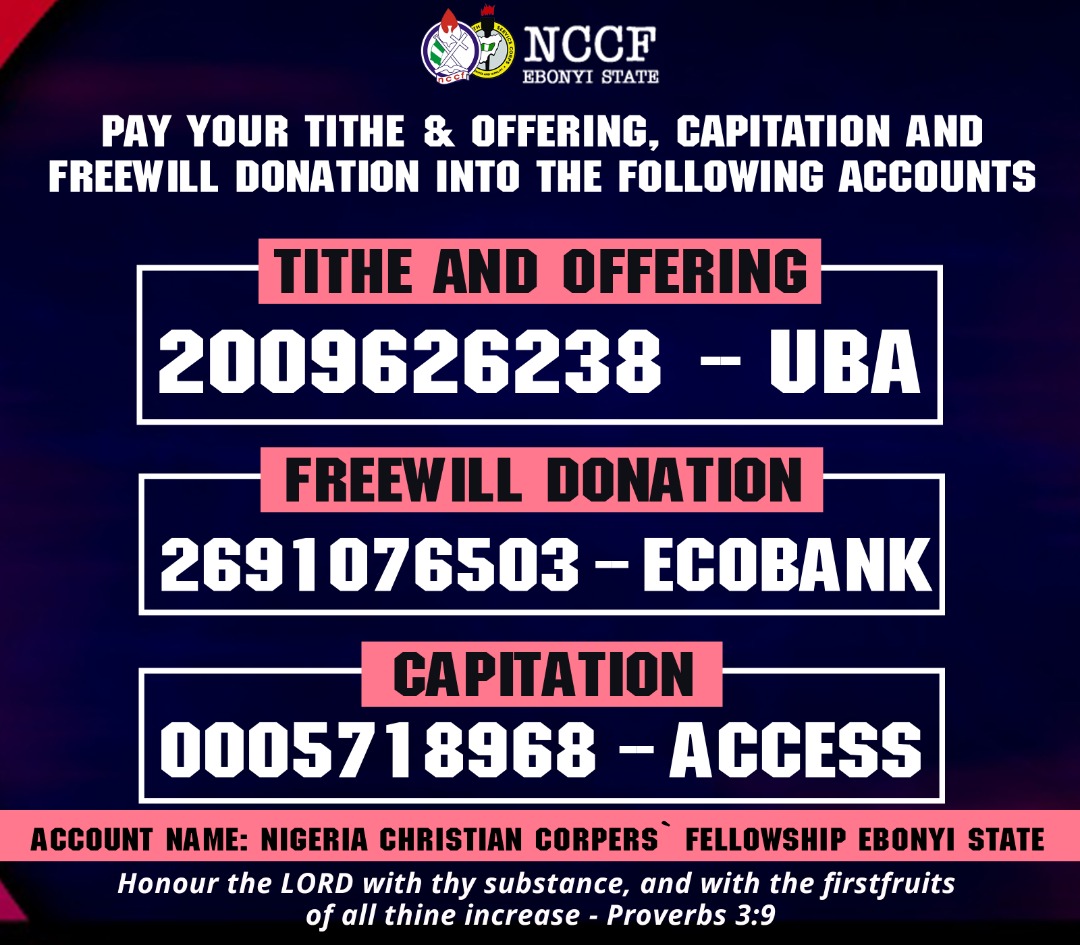 nccf
NCCF
EBONYI STATE
PAY YOUR TITHE & OFFERING, CAPITATION AND
FREEWILL DONATION INTO THE FOLLOWING ACCOUNTS
TITHE AND OFFERING
2009626238 – UBA
FREEWILL DONATION
2691076503 – ECOBANK
CAPITATION
0005718968 – ACCESS
ACCOUNT NAME: NIGERIA CHRISTIAN CORPERS` FELLOWSHIP EBONYI STATE
Honour the LORD with thy substance, and with the firstfruits
of all thine increase - Proverbs 3:9